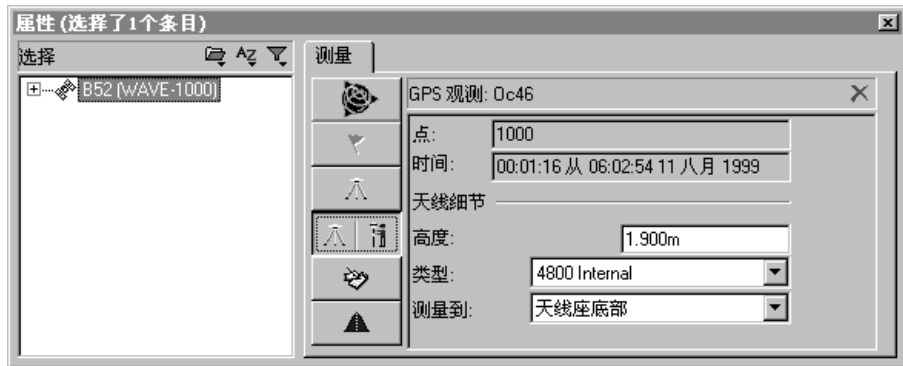 属性 (选择了1个条目)
选择
测量
B52 (WAVE-1000)
GPS 观测: 0c46
点: 1000
时间: 00:01:16 从 06:02:54 11 八月 1999
天线细节
高度: 1.900m
类型: 4800 Internal
测量到: 天线座底部